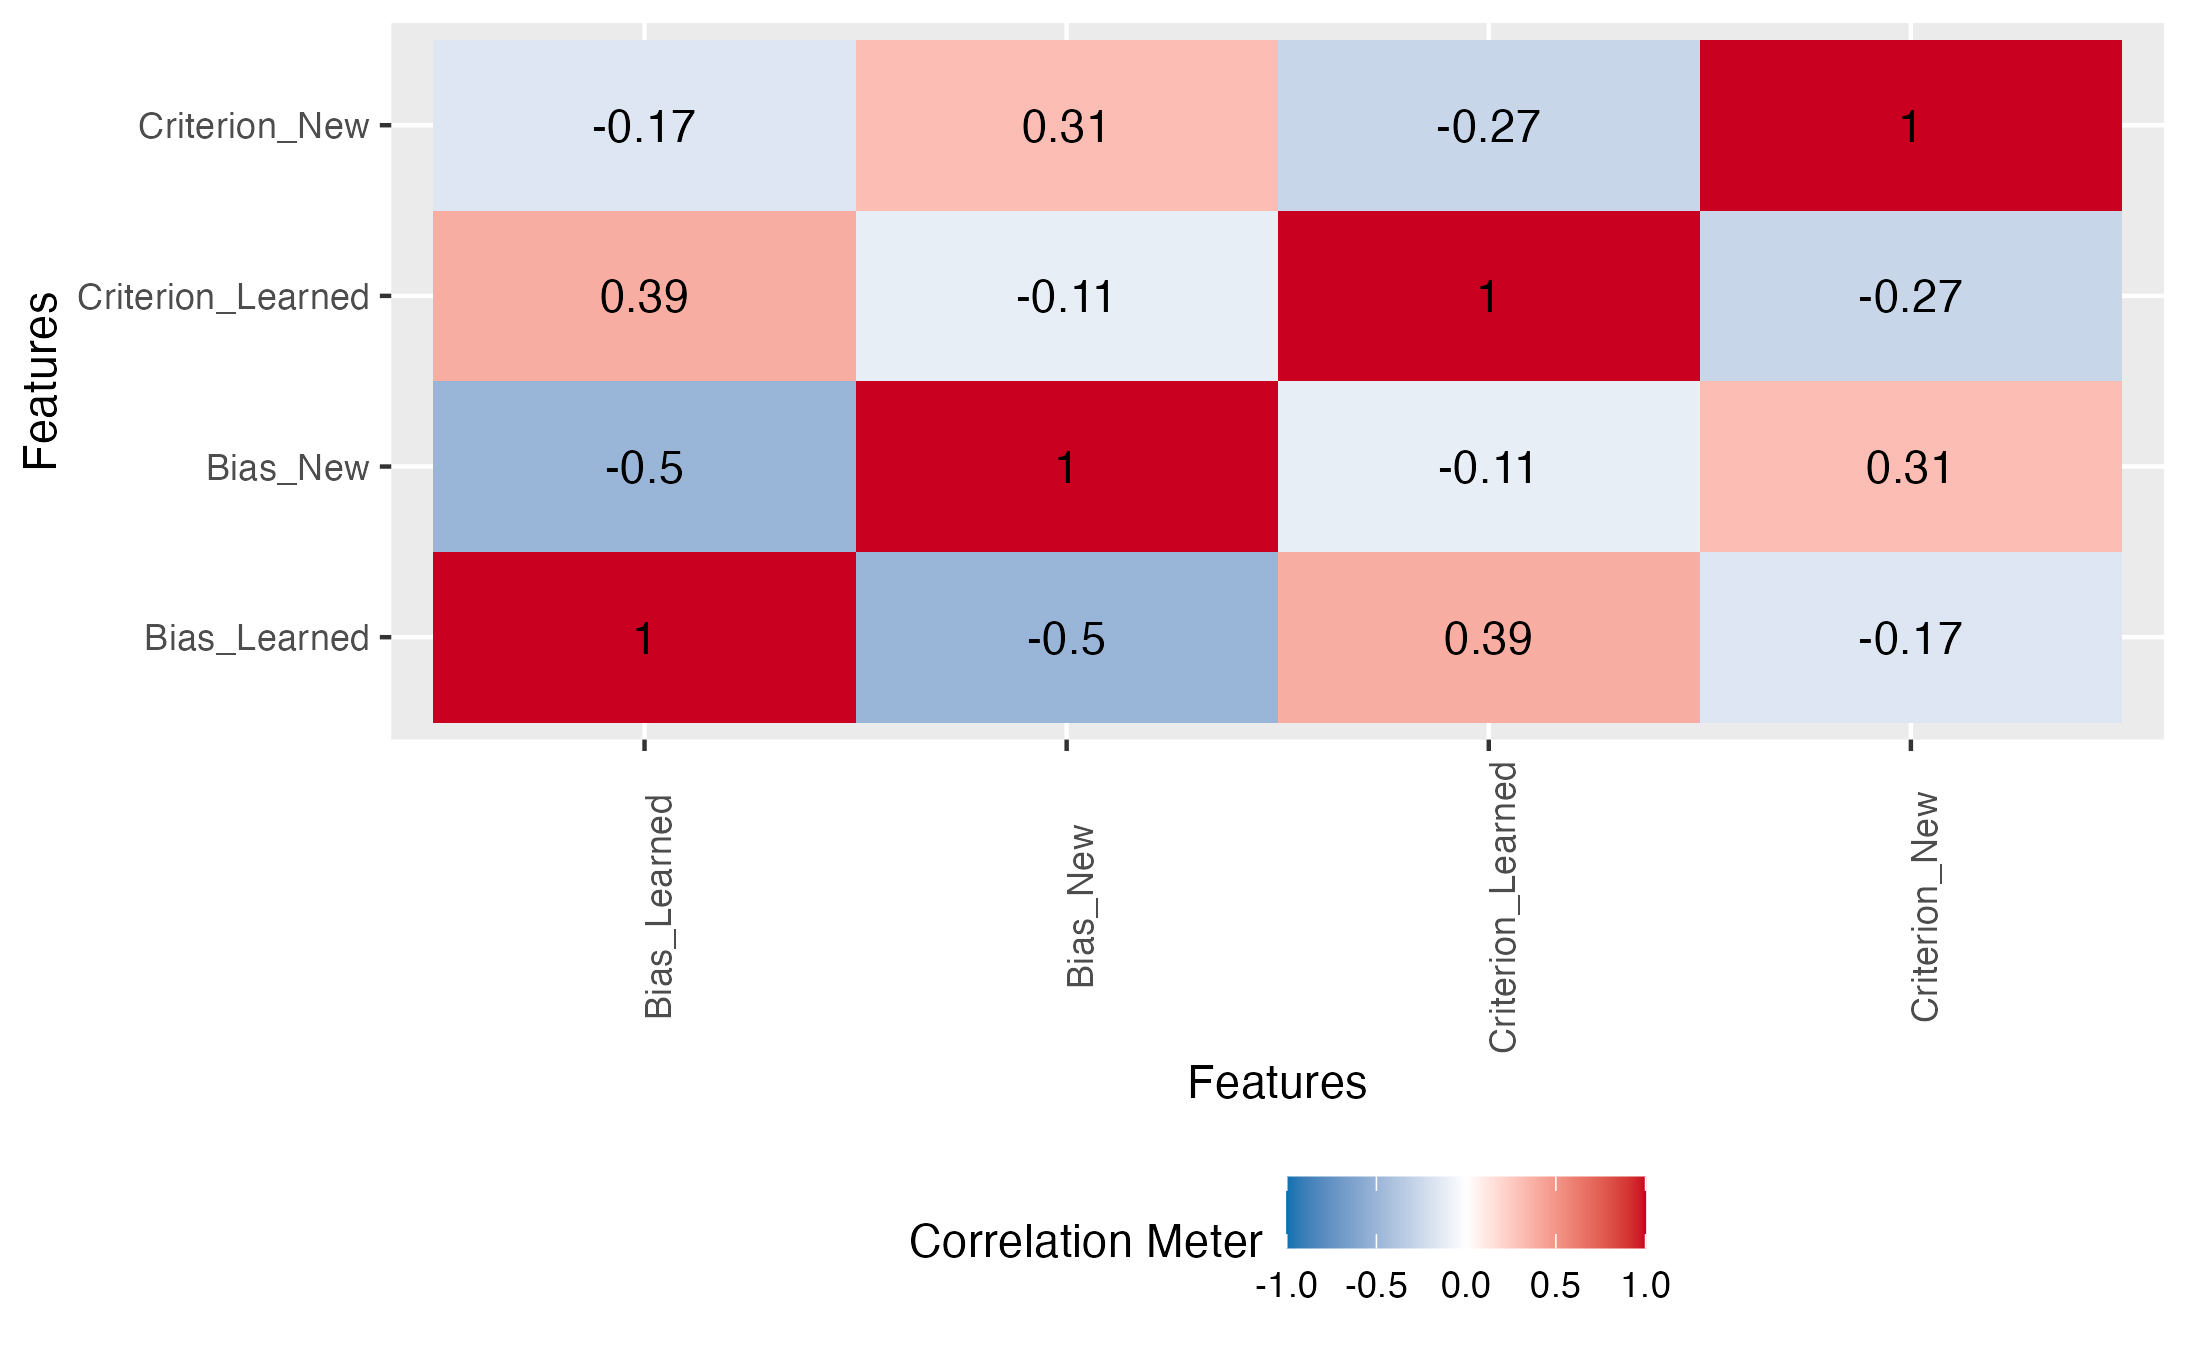 Features
Criterion_New
-0.17 0.31 -0.27 1
Criterion_Learned
0.39 -0.11 1 -0.27
Bias_New
-0.5 1 -0.11 0.31
Bias_Learned
1 -0.5 0.39 -0.17
Bias_Learned
Bias_New
Criterion_Learned
Criterion_New
Features
Correlation Meter
-1.0 -0.5 0.0 0.5 1.0